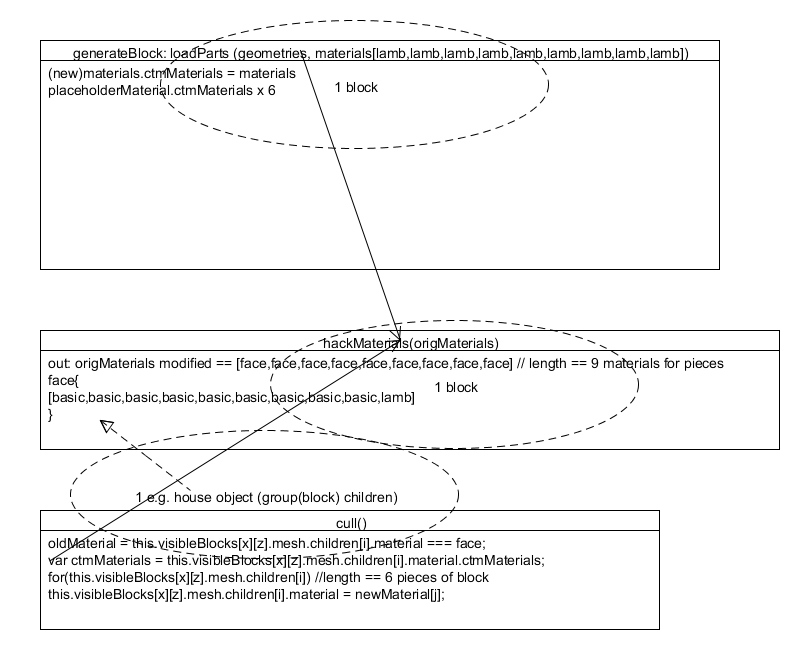 generateBlock: loadParts (geometries, materials[lamb,lamb,lamb,lamb,lamb,lamb,lamb,lamb,lamb])
(new)materials.ctmMaterials = materials
placeholderMaterial.ctmMaterials x 6
1 block
hackMaterials(origMaterials)
out: origMaterials modified == [face,face,face,face,face,face,face,face,face] // length == 9 materials for pieces
face{
1 block
[basic,basic,basic,basic,basic,basic,basic,basic,basic,lamb]
}
1 e.g. house object (group(block) children)
cull()
oldMaterial = this.visibleBlocks[x][z].mesh.children[i].material === face;
var ctmMaterials = this.visibleBlocks[x][z].mesh.children[i].material.ctmMaterials;
for(this.visibleBlocks[x][z].mesh.children[i]) //length == 6 pieces of block
this.visibleBlocks[x][z].mesh.children[i].material = newMaterial[j];